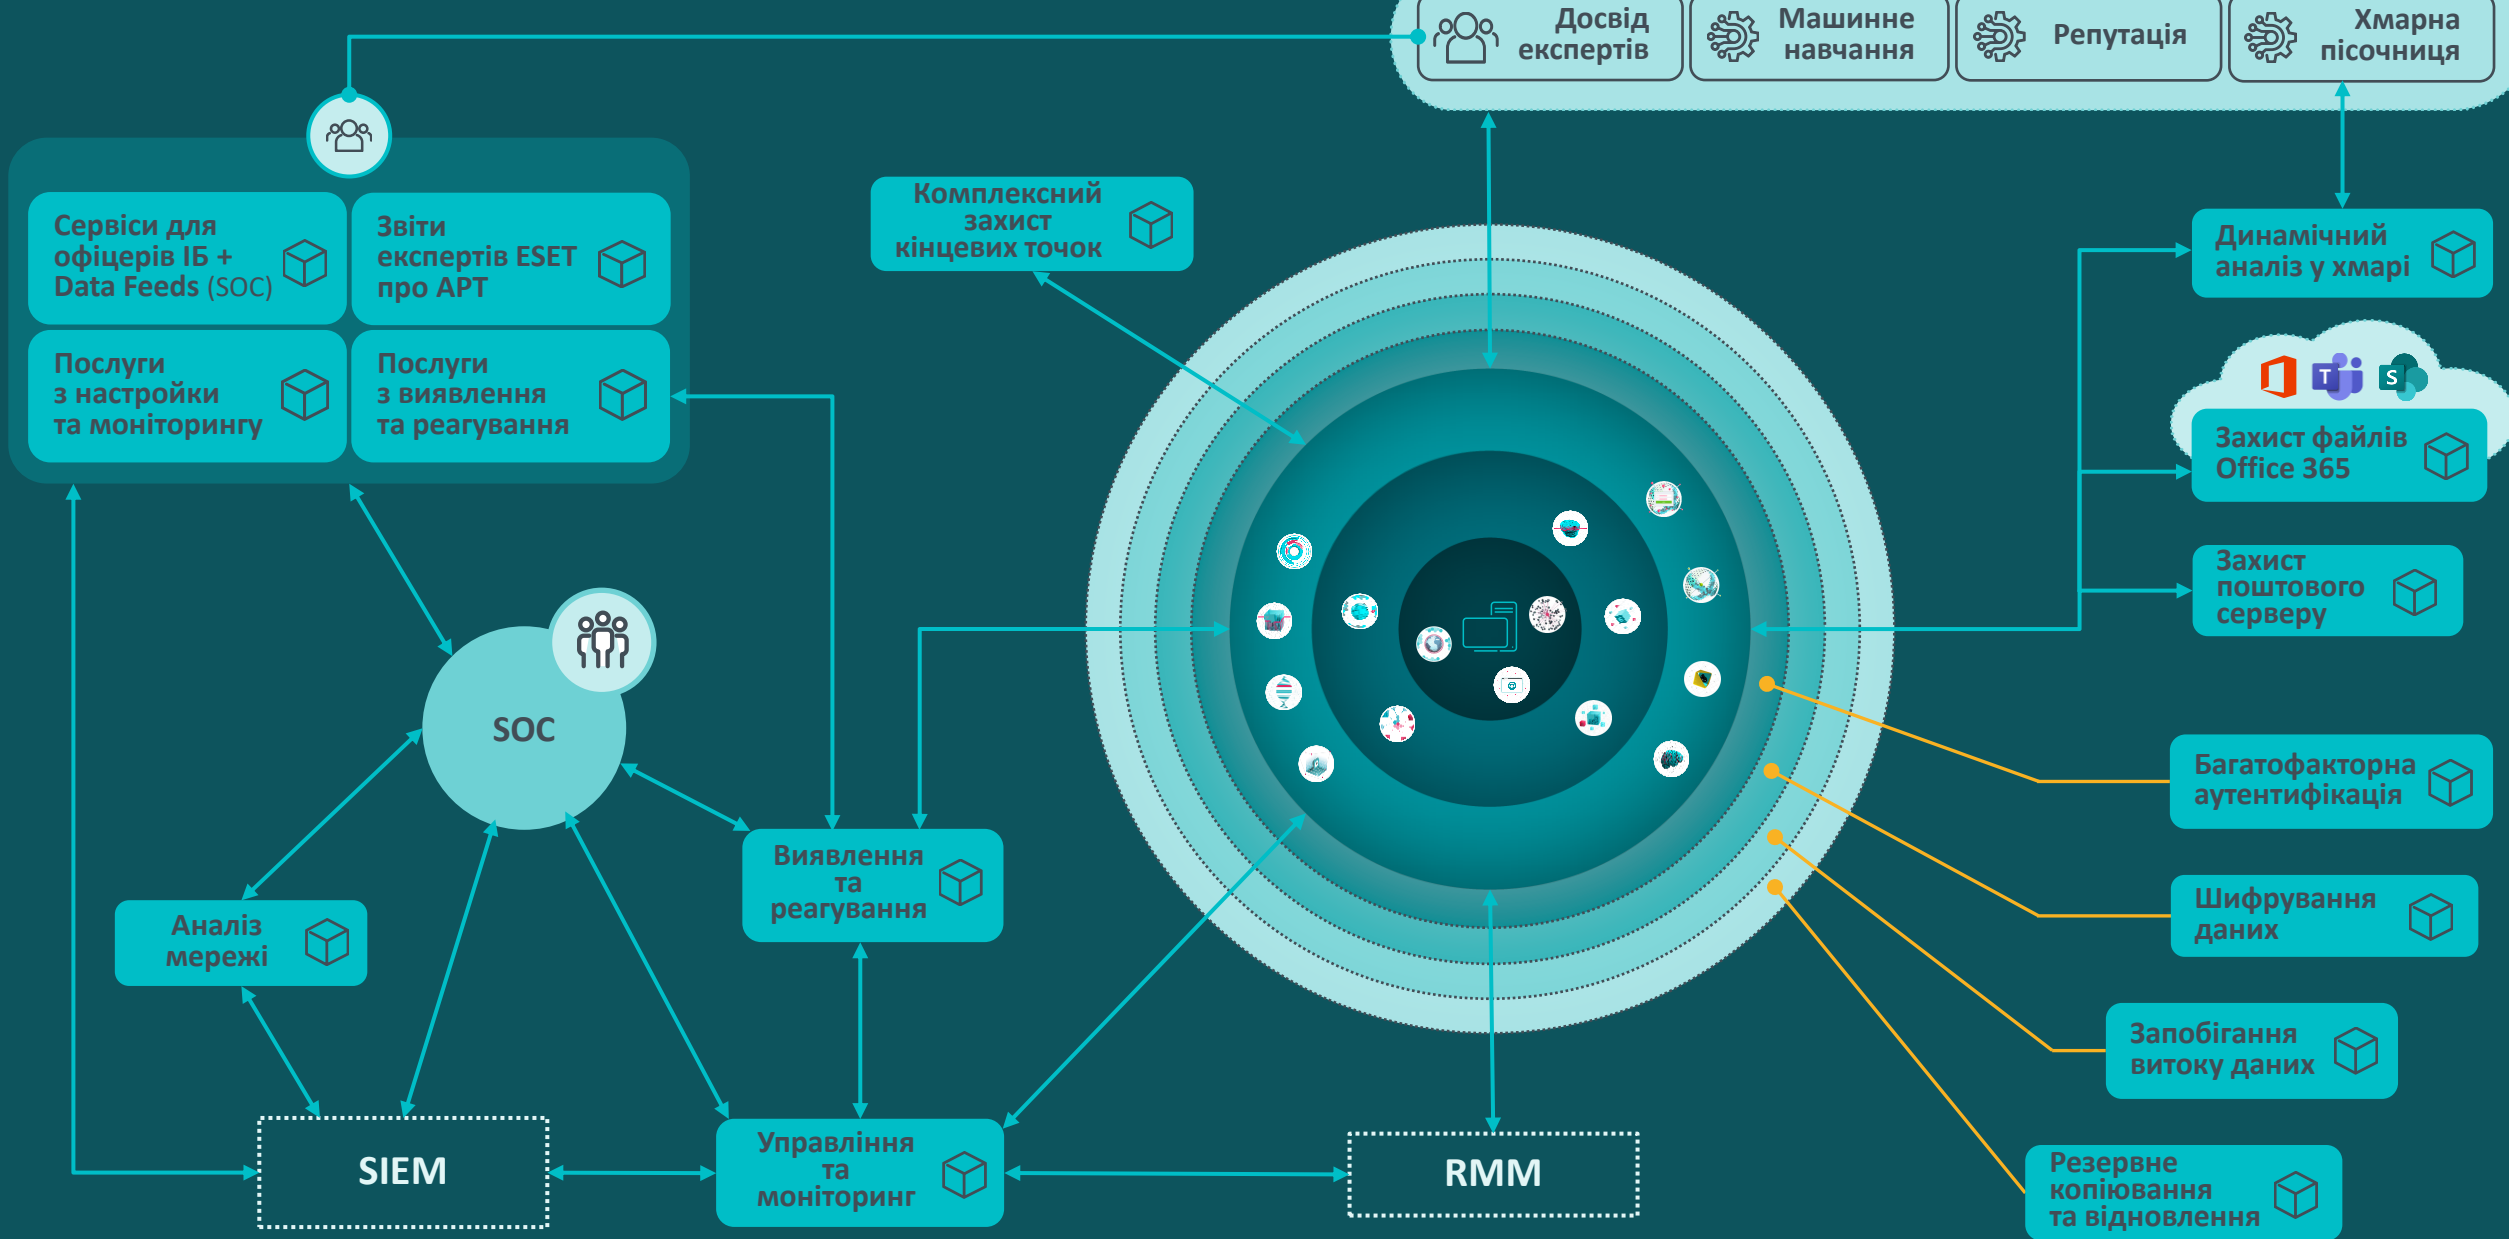 Досвід
експертів
Машинне
навчання
Репутація
Хмарна
пісочниця
Сервіси для
офіцерів ІБ +
Data Feeds (SOC)
Звіти
експертів ESET
про АРТ
Послуги
з настройки
та моніторингу
Послуги
з виявлення
та реагування
Комплексний
захист
кінцевих точок
Динамічний
аналіз у хмарі
Захист файлів
Office 365
Захист
поштового
серверу
SOC
Багатофакторна
аутентифікація
Виявлення
та
реагування
Шифрування
даних
Аналіз
мережі
Запобігання
витоку даних
SIEM
Управління
та
моніторинг
RMM
Резервне
копіювання
та відновлення